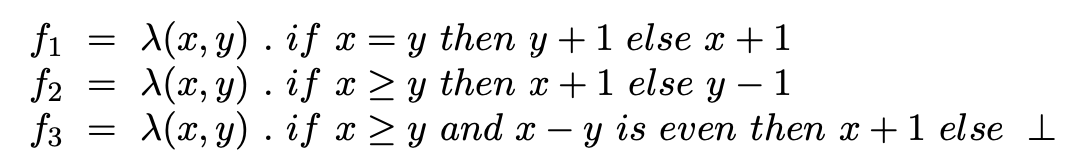 f₁ = λ(x, y) . if x = y then y + 1 else x + 1
f₂ = λ(x, y) . if x ≥ y then x + 1 else y − 1
f₃ = λ(x, y) . if x ≥ y and x − y is even then x + 1 else ⊥